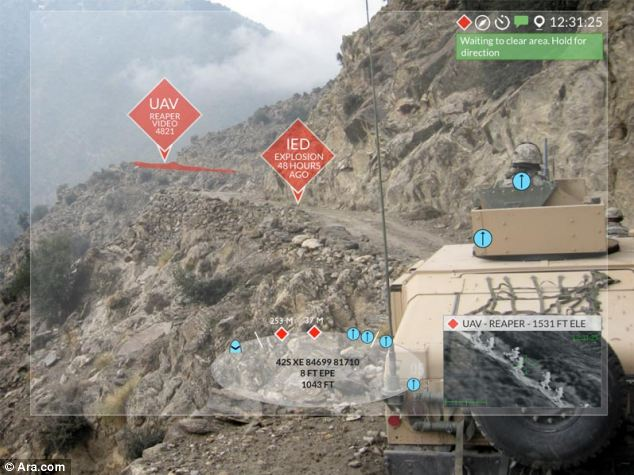 12:31:25
Waiting to clear area. Hold for
direction
UAV
REAPER
VIDEO
4821
IED
EXPLOSION
48 HOURS
AGO
253 M
37 M
42S XE 84699 81710
8 FT EPE
1043 FT
UAV - REAPER - 1531 FT ELE
© Ara.com